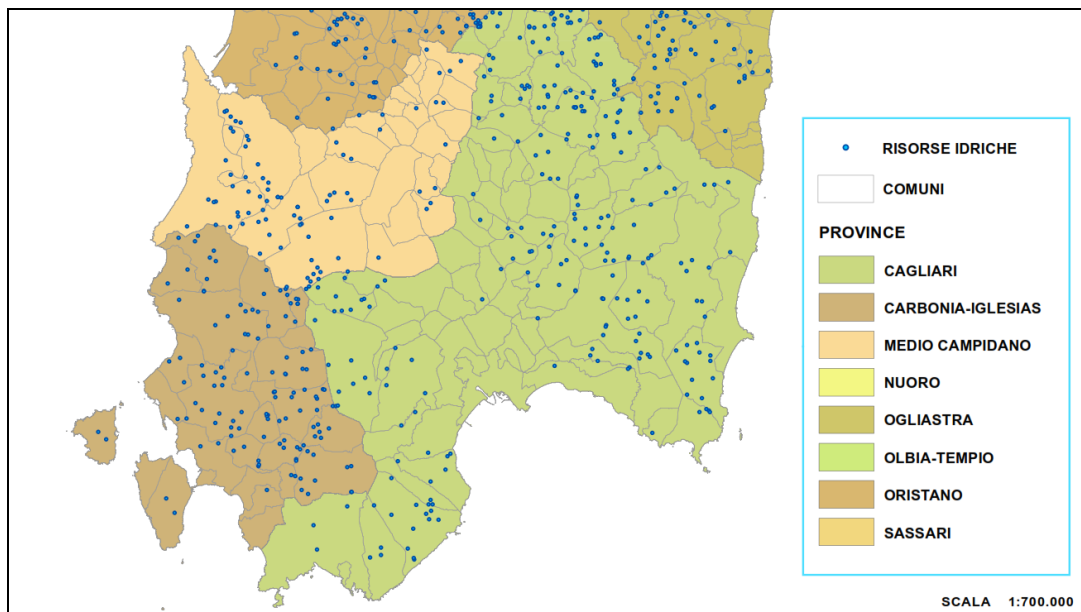 RISORSE IDRICHE
COMUNI
PROVINCE
CAGLIARI
CARBONIA-IGLESIAS
MEDIO CAMPIDANO
NUORO
OGLIASTRA
OLBIA-TEMPIO
ORISTANO
SASSARI
SCALA 1:700.000